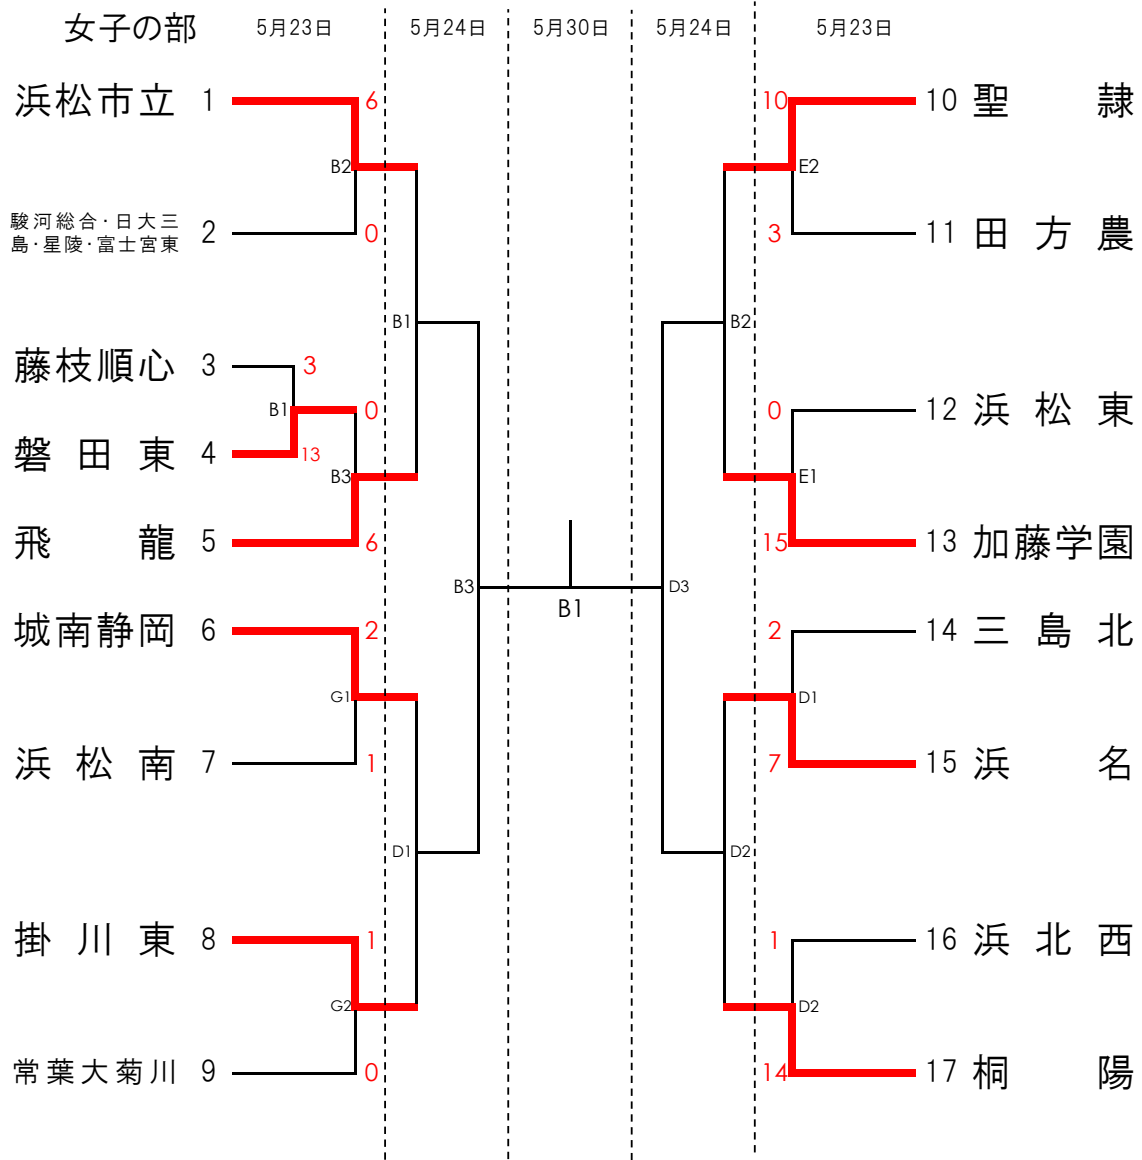 女子の部 5月23日 5月24日 5月30日 5月24日 5月23日
浜松市立 1 6 10 10 聖隷
B2 E2
駿河総合・日大三
島・星陵・富士宮東 2 0 3 11 田方農
B1 B2
藤枝順心 3 3
B1 0 0 12 浜松東
磐田東 4 13
B3 E1
飛龍 5 6 15 13 加藤学園
B3 D3
B1
城南静岡 6 2 2 14 三島北
G1 D1
浜松南 7 1 7 15 浜名
D1 D2
掛川東 8 1 1 16 浜北西
G2 D2
常葉大菊川 9 0 14 17 桐陽